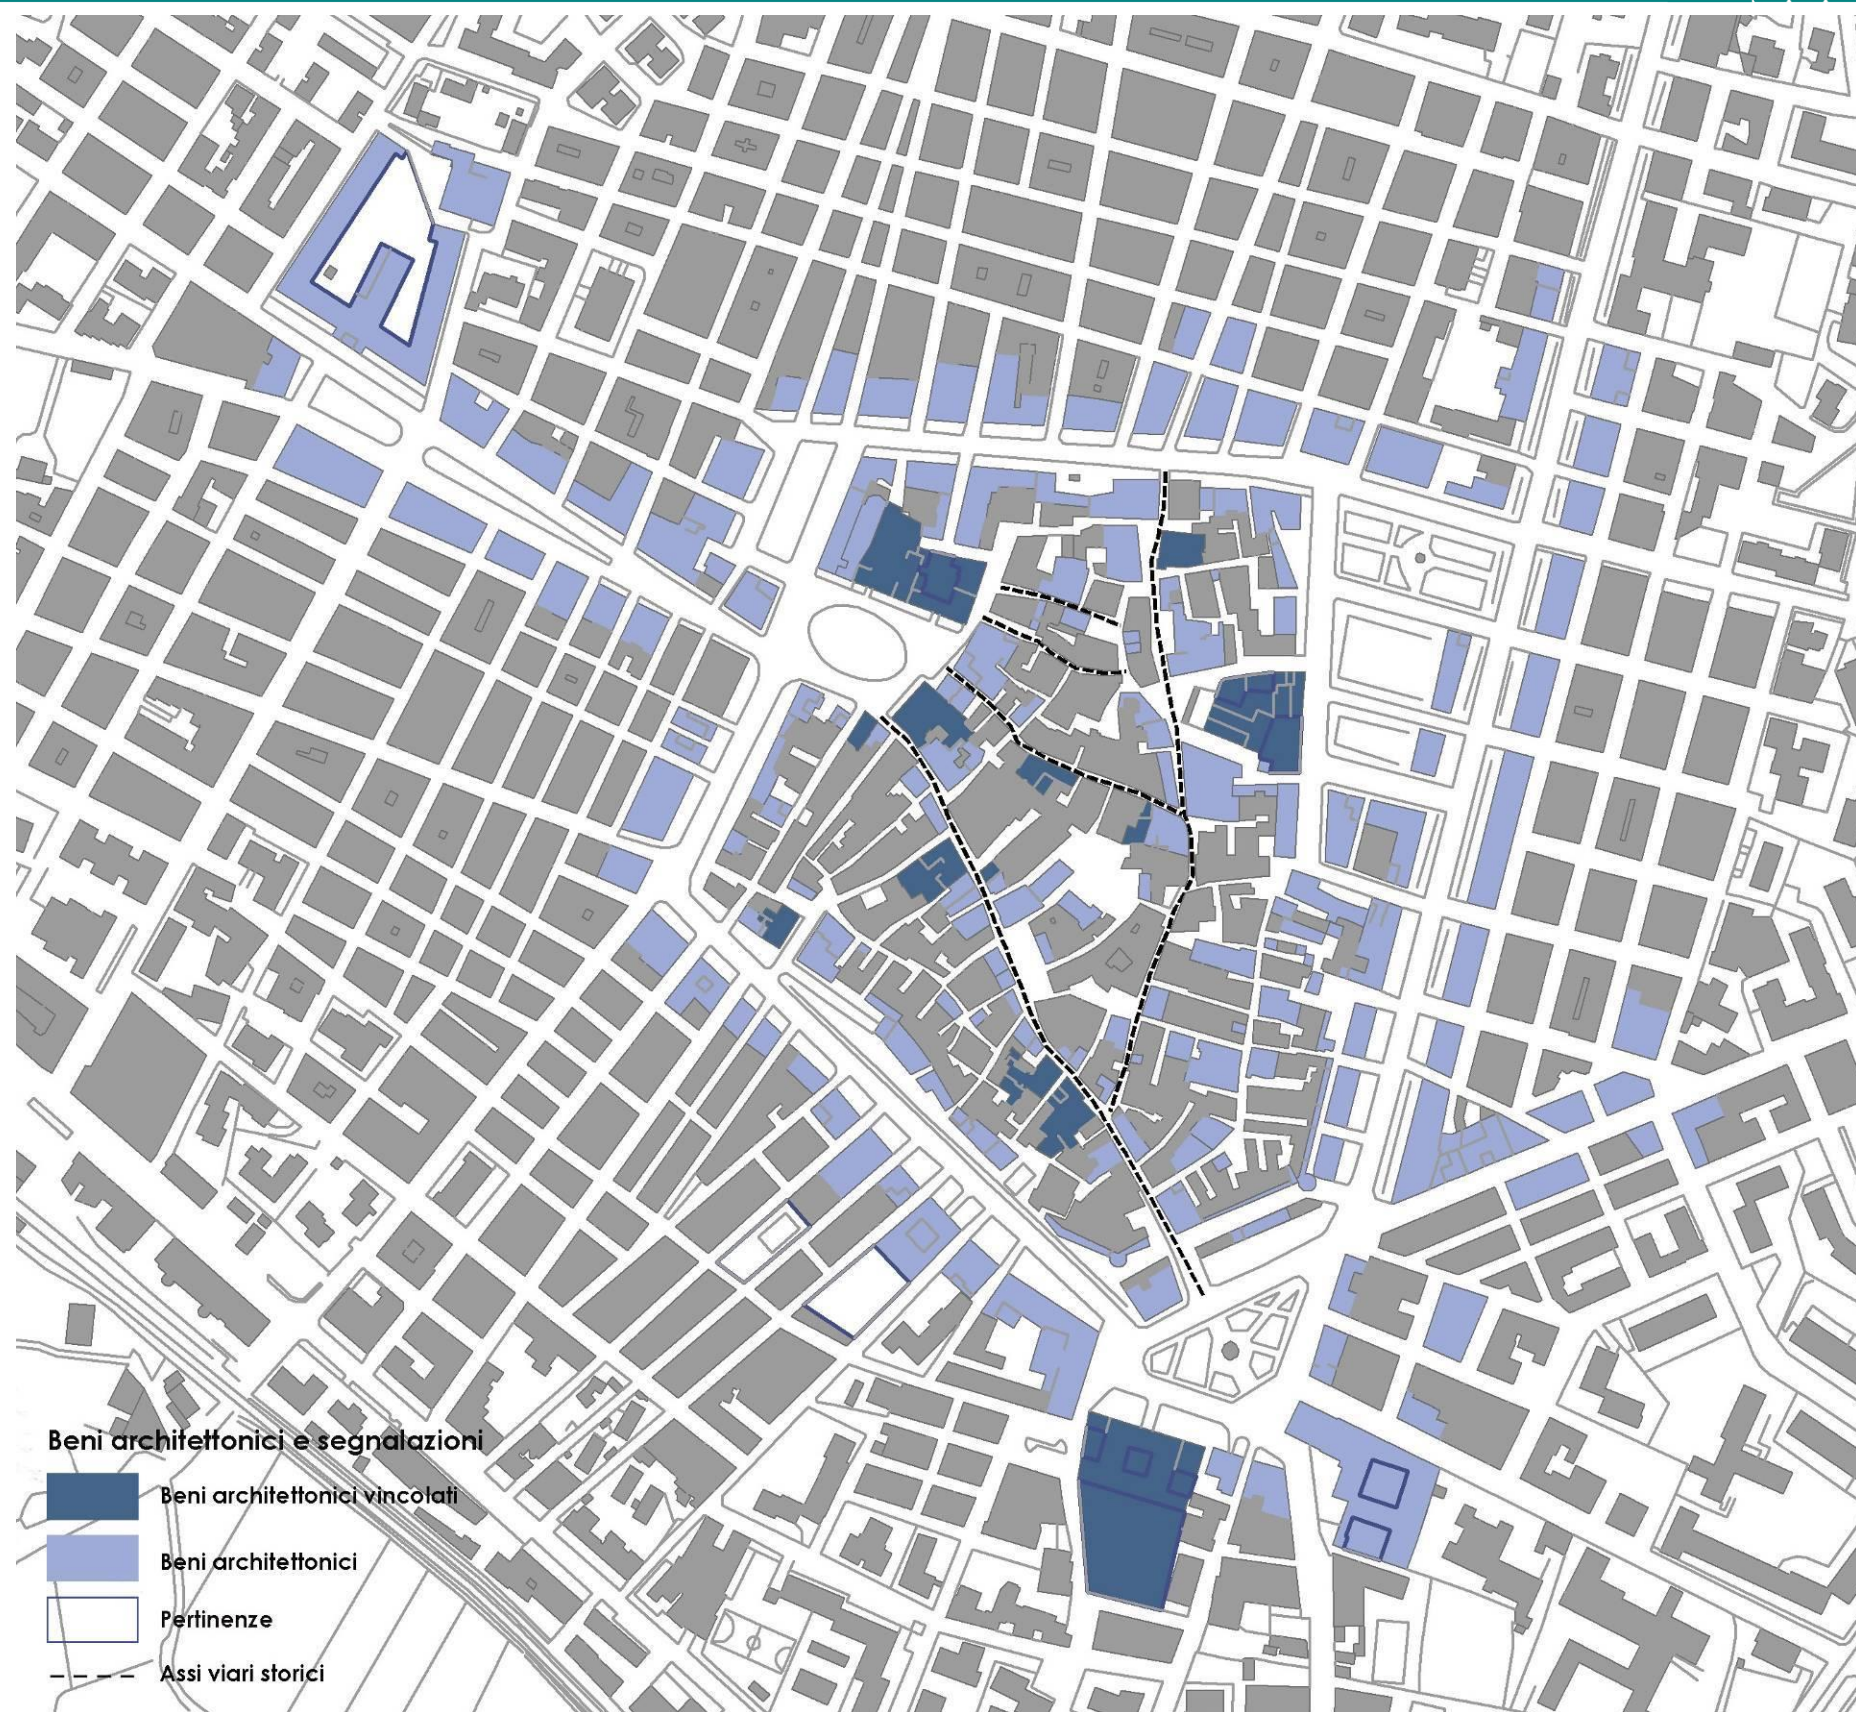 Beni architettonici e segnalazioni
Beni architettonici vincolati
Beni architettonici
Pertinenze
Assi viari storici